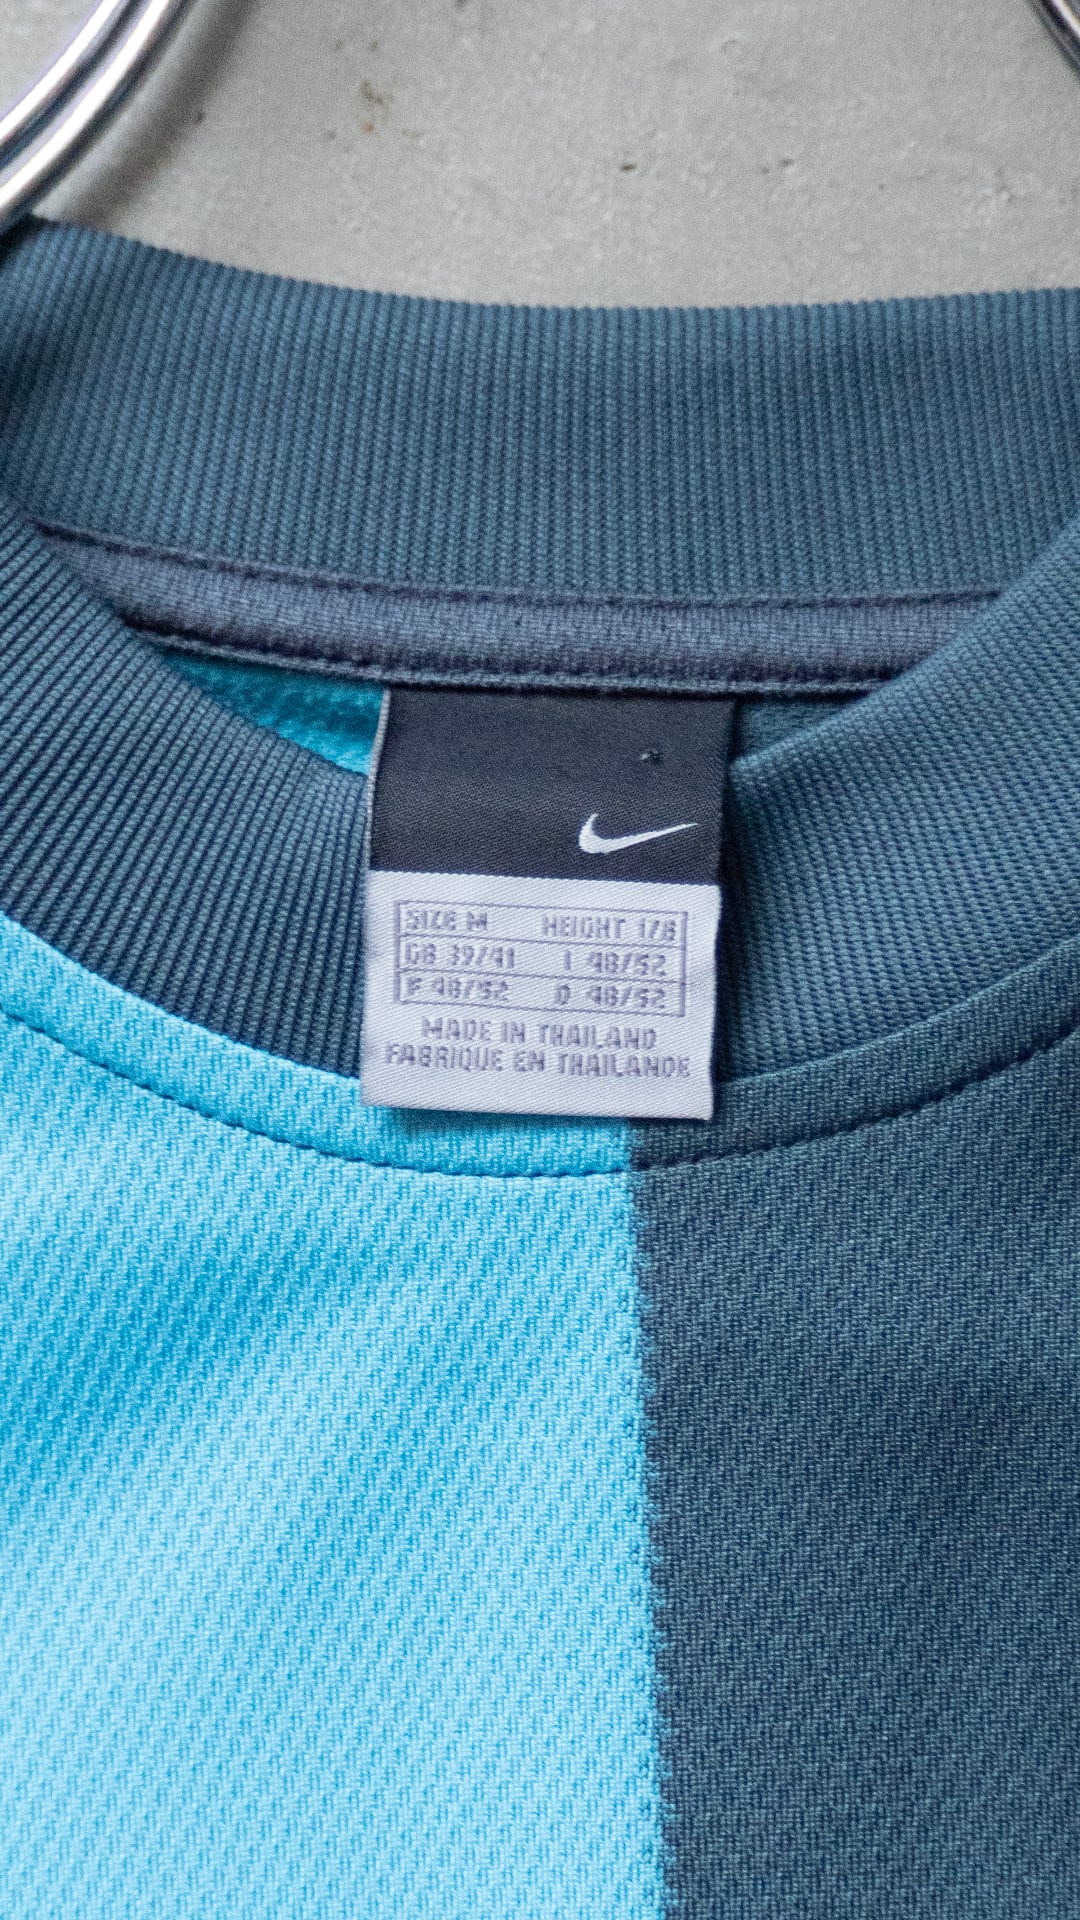 SIZE M HEIGHT 178
GB 39/41 I 48/52
F 48/52 D 48/52
MADE IN THAILAND
FABRIQUE EN THAILANDE